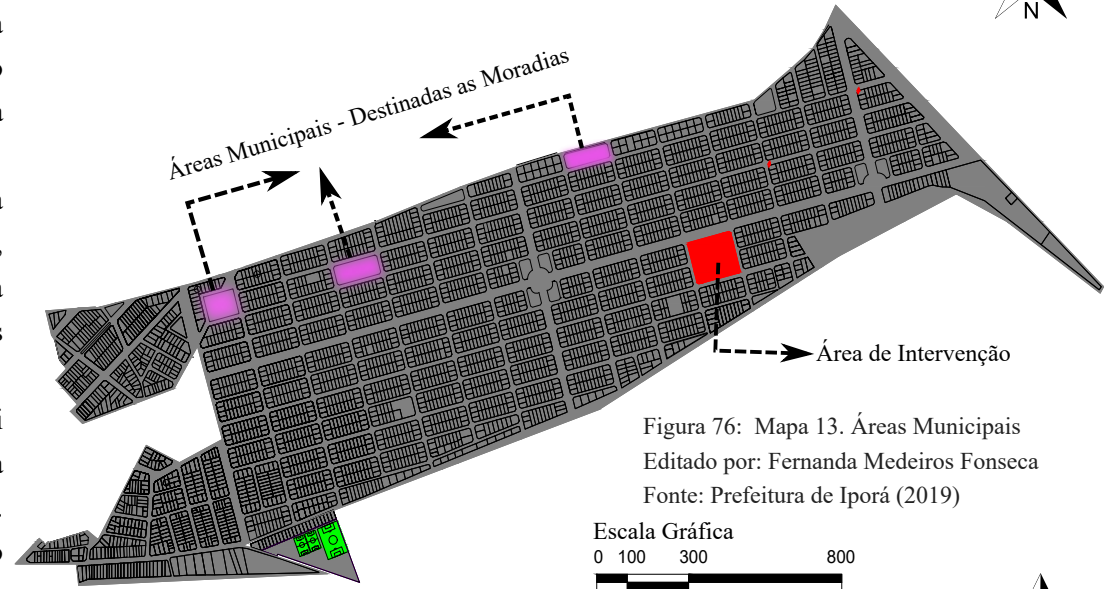 N
Áreas Municipais - Destinadas as Moradias
Área de Intervenção
Figura 76: Mapa 13. Áreas Municipais
Editado por: Fernanda Medeiros Fonseca
Fonte: Prefeitura de Iporá (2019)
Escala Gráfica
0 100 300 800